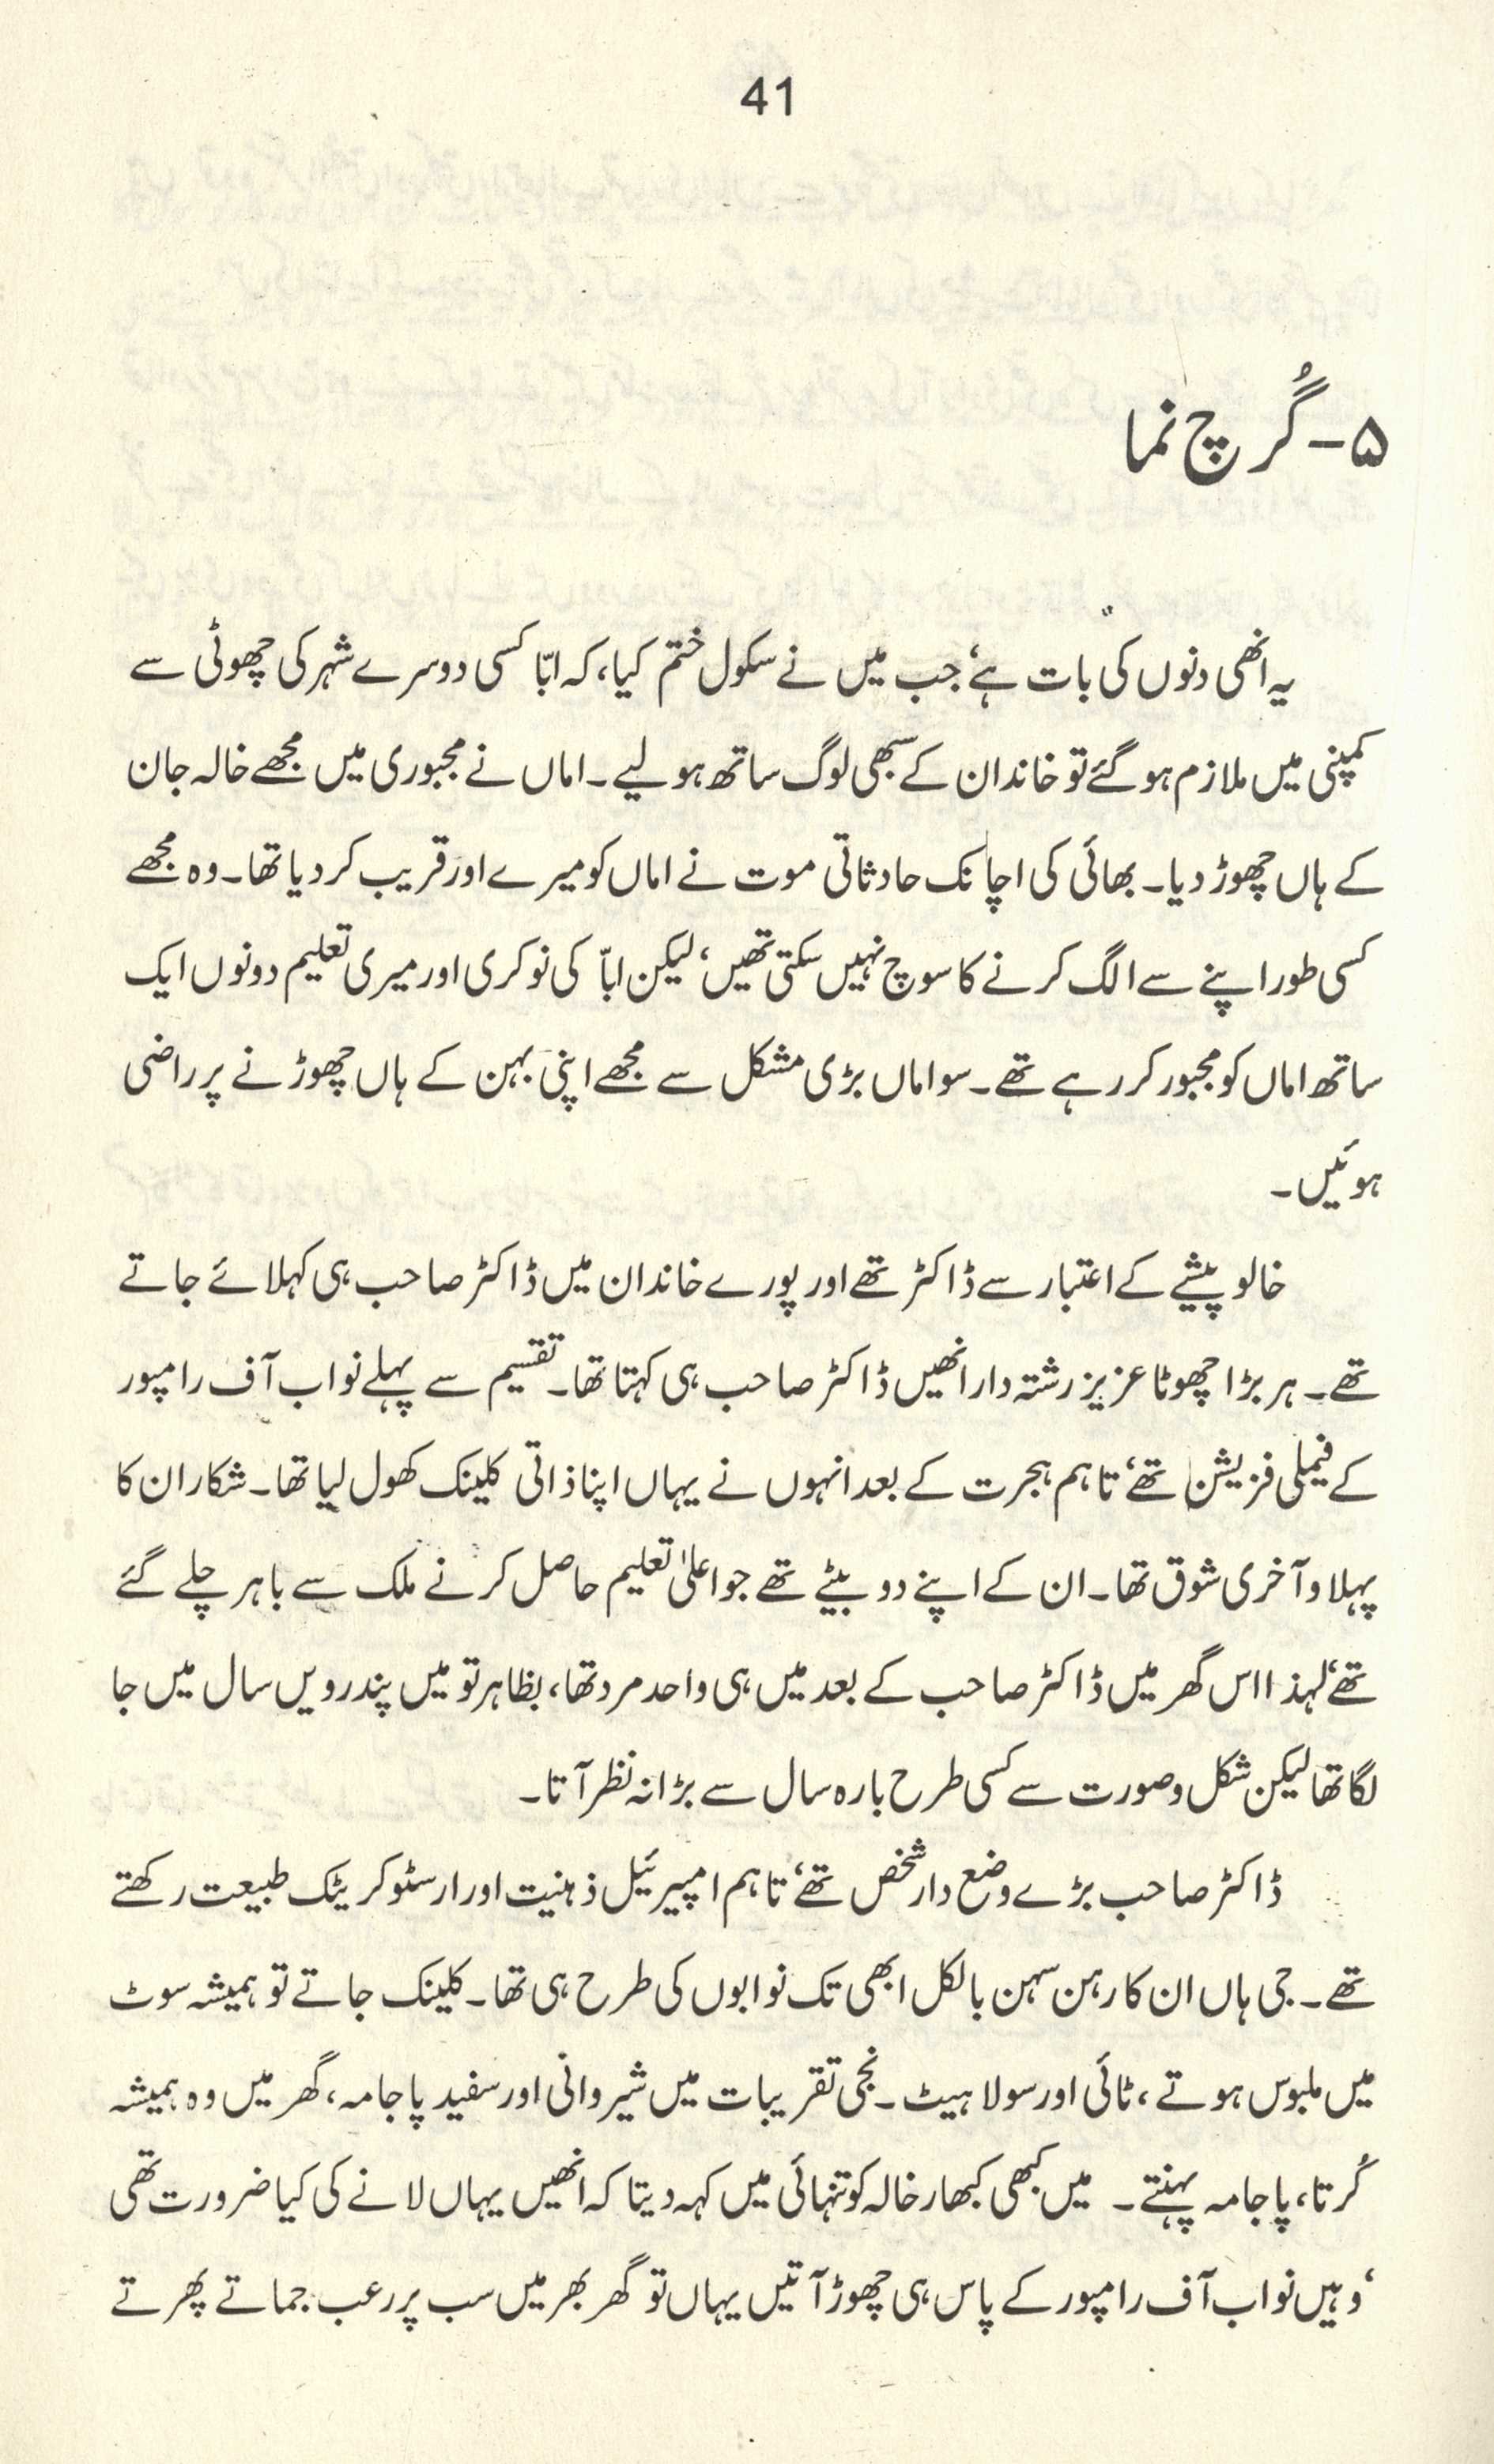 41
۵۔ گُرچ نما
یہ انھی دنوں کی بات ہے‘ جب میں نے سکول ختم کیا، کہ ابّا کسی دوسرے شہر کی چھوٹی سے
کمپنی میں ملازم ہو گئے تو خاندان کے سبھی لوگ ساتھ ہو لیے۔ اماں نے مجبوری میں مجھے خالہ جان
کے ہاں چھوڑ دیا۔ بھائی کی اچانک حادثاتی موت نے اماں کو میرے اور قریب کر دیا تھا۔ وہ مجھے
کسی طور اپنے سے الگ کرنے کا سوچ نہیں سکتی تھیں‘ لیکن ابّا کی نوکری اور میری تعلیم دونوں ایک
ساتھ اماں کو مجبور کر رہے تھے۔ سو اماں بڑی مشکل سے مجھے اپنی بہن کے ہاں چھوڑنے پر راضی
ہوئیں۔
خالو پیشے کے اعتبار سے ڈاکٹر تھے اور پورے خاندان میں ڈاکٹر صاحب ہی کہلائے جاتے
تھے۔ ہر بڑا چھوٹا عزیز رشتہ دار انھیں ڈاکٹر صاحب ہی کہتا تھا۔ تقسیم سے پہلے نواب آف رامپور
کے فیملی فزیشن تھے‘ تاہم ہجرت کے بعد انہوں نے یہاں اپنا ذاتی کلینک کھول لیا تھا۔ شکار ان کا
پہلا و آخری شوق تھا۔ ان کے اپنے دو بیٹے تھے جو اعلیٰ تعلیم حاصل کرنے ملک سے باہر چلے گئے
تھے‘ لہذا اس گھر میں ڈاکٹر صاحب کے بعد میں ہی واحد مرد تھا، بظاہر تو میں پندرویں سال میں جا
لگا تھا لیکن شکل و صورت سے کسی طرح بارہ سال سے بڑا نہ نظر آتا۔
ڈاکٹر صاحب بڑے وضع دار شخص تھے‘ تاہم امپیرئیل ذہنیت اور ارسٹوکریٹک طبیعت رکھتے
تھے۔ جی ہاں ان کا رہن سہن بالکل ابھی تک نوابوں کی طرح ہی تھا۔ کلینک جاتے تو ہمیشہ سوٹ
میں ملبوس ہوتے، ٹائی اور سولا ہیٹ۔ نجی تقریبات میں شیروانی اور سفید پاجامہ، گھر میں وہ ہمیشہ
کُرتا، پاجامہ پہنتے۔ میں کبھی کبھار خالہ کو تنہائی میں کہہ دیتا کہ انھیں یہاں لانے کی کیا ضرورت تھی
‘ وہیں نواب آف رامپور کے پاس ہی چھوڑ آتیں یہاں تو گھر بھر میں سب پر رعب جماتے پھرتے